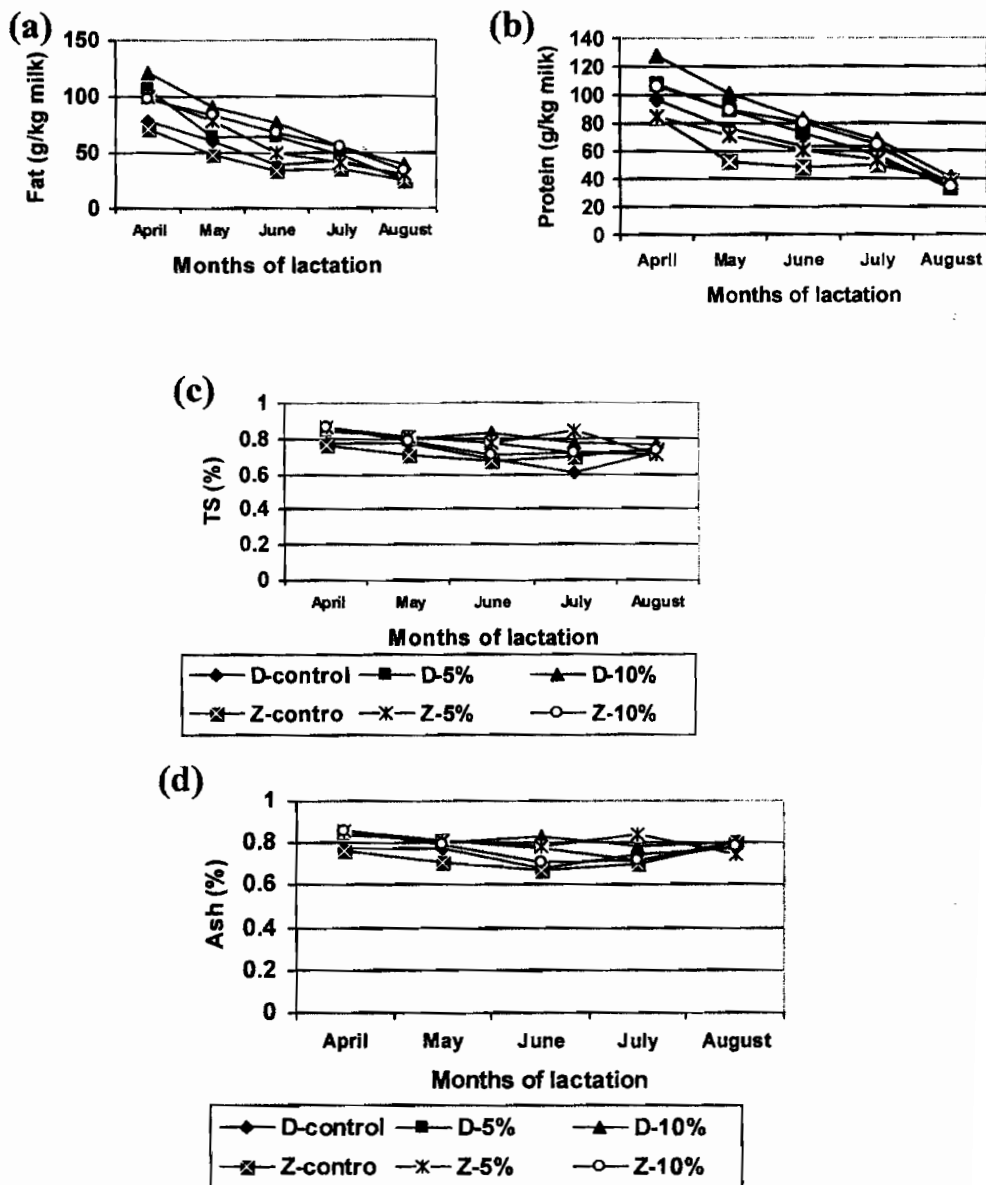 (a)
150
100
50
0
Fat (g/kg milk)
April May June July August
Months of lactation
(b)
140
120
100
80
60
40
20
0
Protein (g/kg milk)
April May June July August
Months of lactation
(c)
1
0.8
0.6
0.4
0.2
0
TS (%)
April May June July August
Months of lactation
D-control D-5% D-10%
Z-contro Z-5% Z-10%
(d)
1
0.8
0.6
0.4
0.2
0
Ash (%)
April May June July August
Months of lactation
D-control D-5% D-10%
Z-contro Z-5% Z-10%